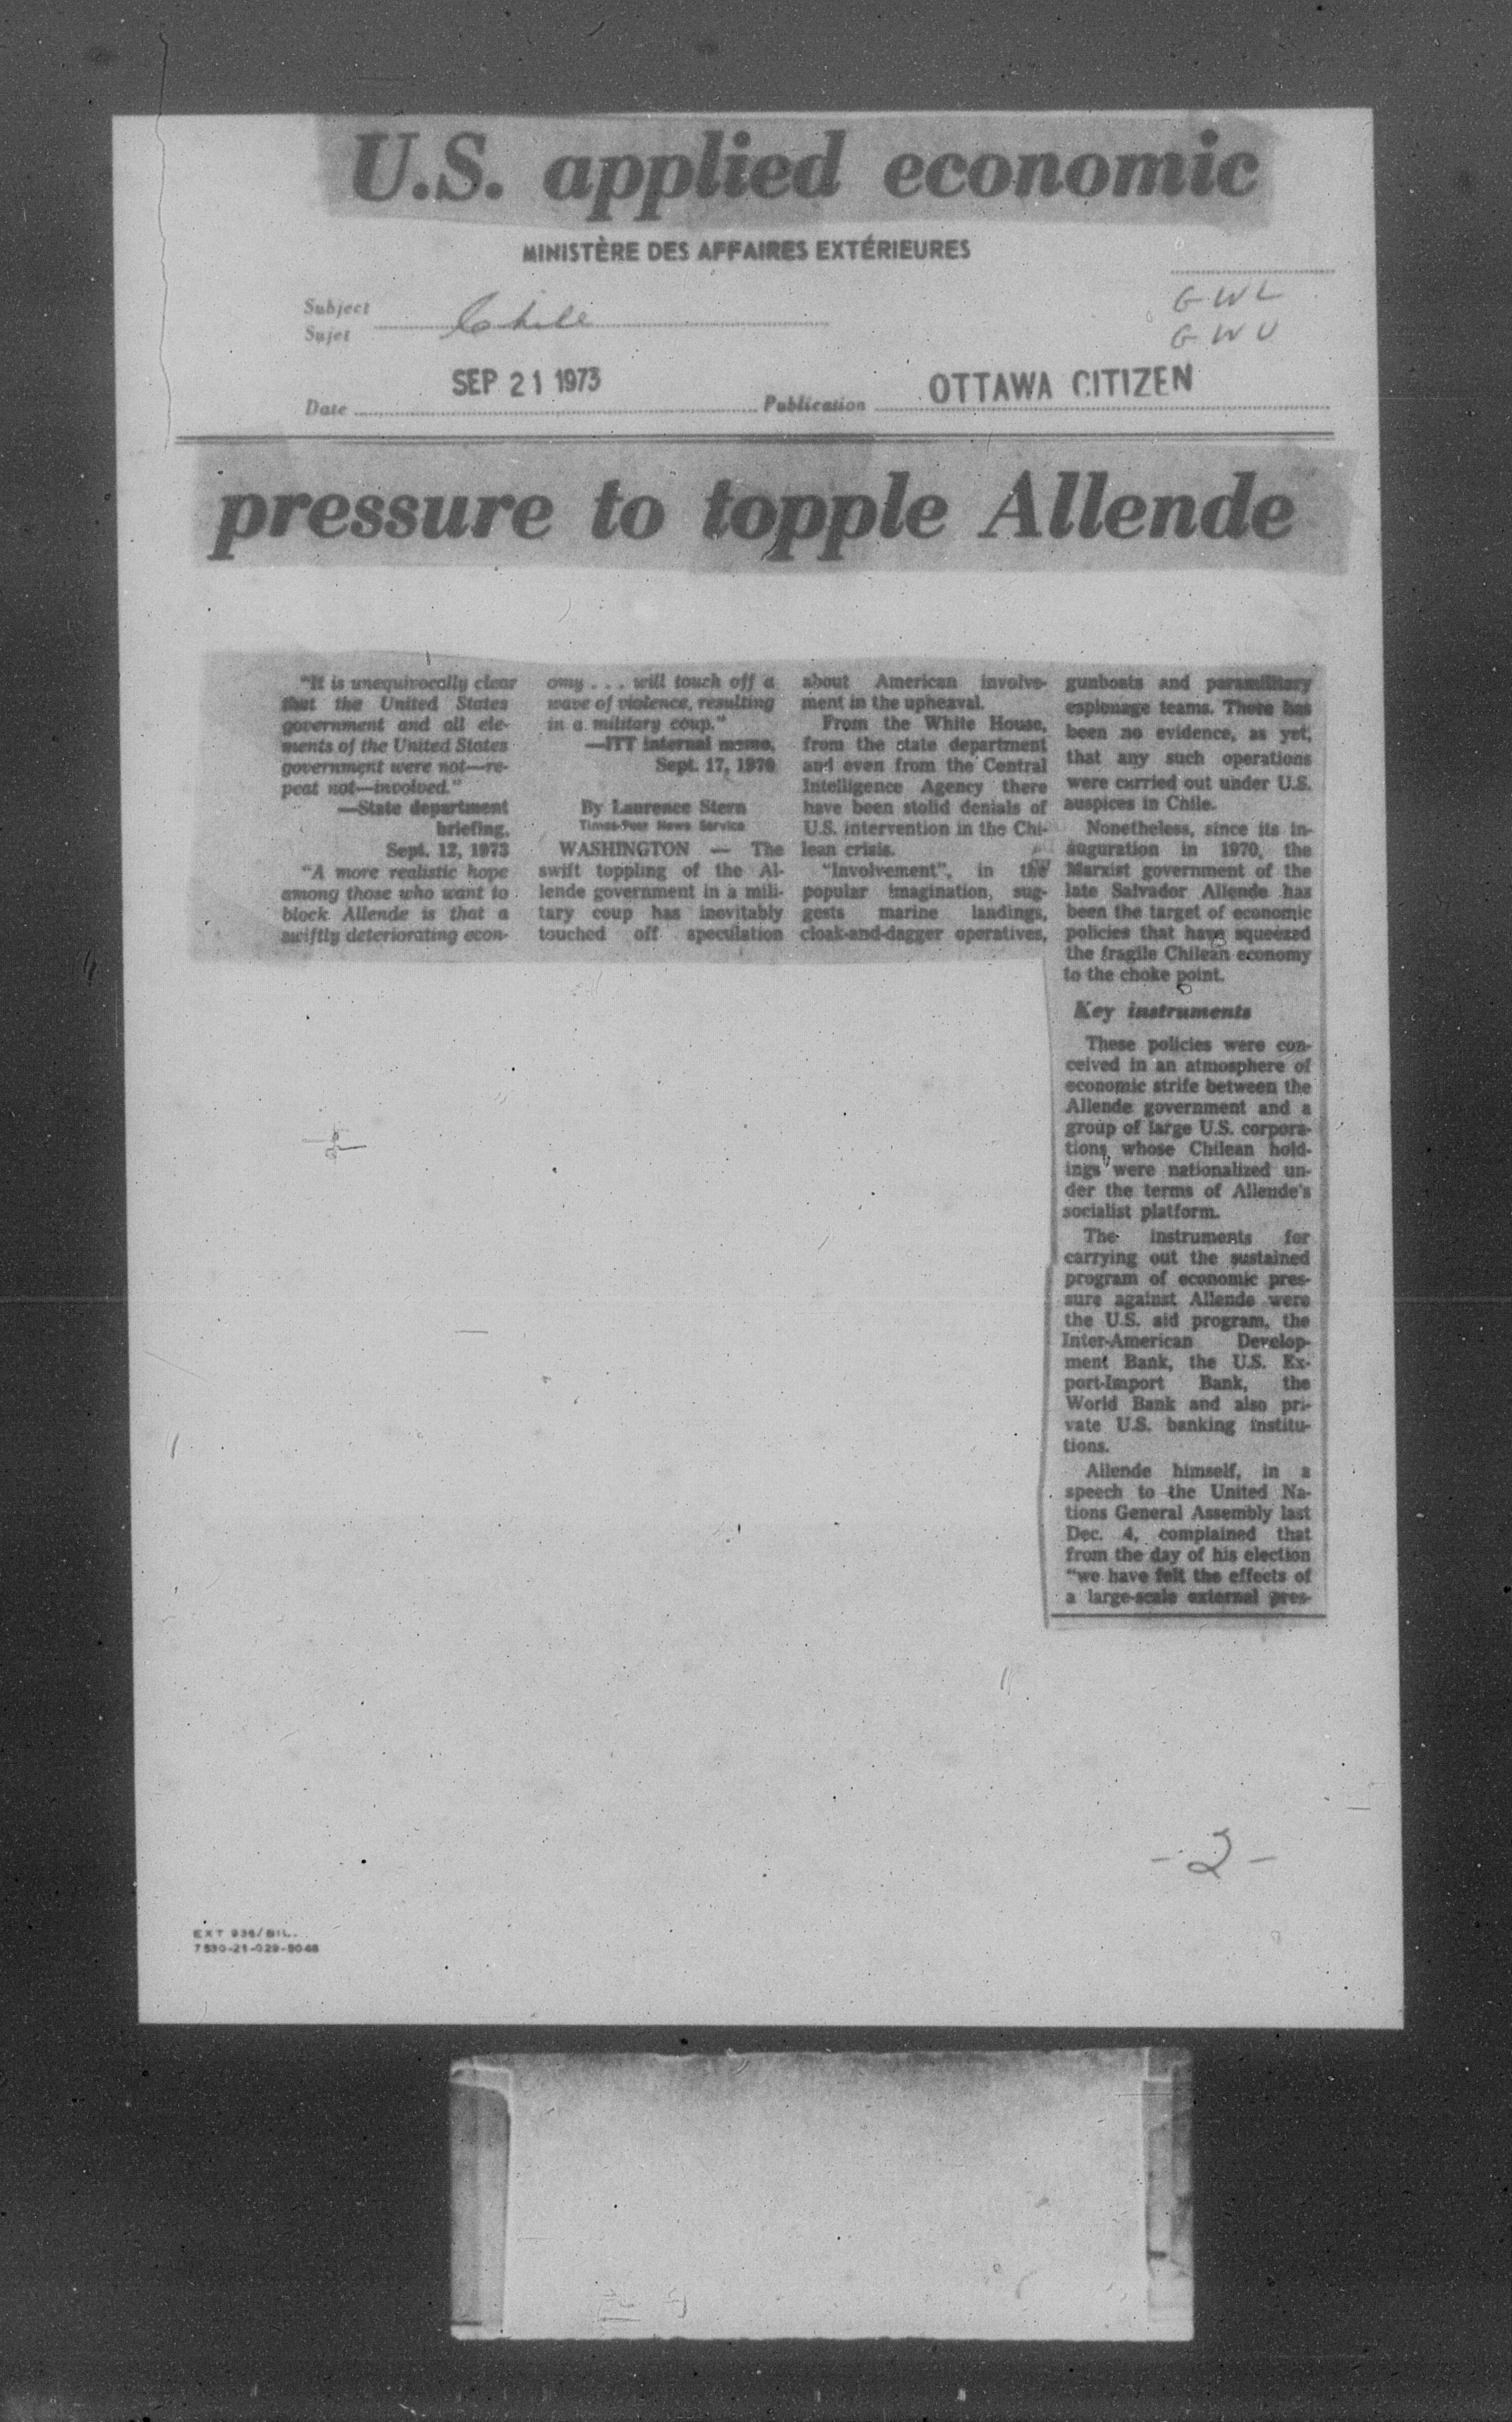 U.S. applied economic
MINISTÈRE DES AFFAIRES EXTÉRIEURES
Subject
Sujet
Chile
GWL
GWU
SEP 21 1973
Date
Publication
OTTAWA CITIZEN
pressure to topple Allende
"It is unequivocally clear
that the United States
government and all ele-
ments of the United States
government were not—re-
peat not—involved."
—State department
briefing,
Sept. 12, 1973
"A more realistic hope
among those who want to
block Allende is that a
swiftly deteriorating econ-
omy . . . will touch off a
wave of violence, resulting
in a military coup."
—ITT internal memo,
Sept. 17, 1970
By Laurence Stern
Times-Post News Service
WASHINGTON — The
swift toppling of the Al-
lende government in a mili-
tary coup has inevitably
touched off speculation
about American involve-
ment in the upheaval.
From the White House,
from the state department
and even from the Central
Intelligence Agency there
have been stolid denials of
U.S. intervention in the Chi-
lean crisis.
"Involvement", in the
popular imagination, sug-
gests marine landings,
cloak-and-dagger operatives,
gunboats and paramilitary
espionage teams. There has
been no evidence, as yet,
that any such operations
were carried out under U.S.
auspices in Chile.
Nonetheless, since its in-
auguration in 1970, the
Marxist government of the
late Salvador Allende has
been the target of economic
policies that have squeezed
the fragile Chilean economy
to the choke point.
Key instruments
These policies were con-
ceived in an atmosphere of
economic strife between the
Allende government and a
group of large U.S. corpora-
tions whose Chilean hold-
ings were nationalized un-
der the terms of Allende's
socialist platform.
The instruments for
carrying out the sustained
program of economic pres-
sure against Allende were
the U.S. aid program, the
Inter-American Develop-
ment Bank, the U.S. Ex-
port-Import Bank, the
World Bank and also pri-
vate U.S. banking institu-
tions.
Allende himself, in a
speech to the United Na-
tions General Assembly last
Dec. 4, complained that
from the day of his election
"we have felt the effects of
a large-scale external pres-
-2-
EXT 936/BIL.
7530-21-029-5048